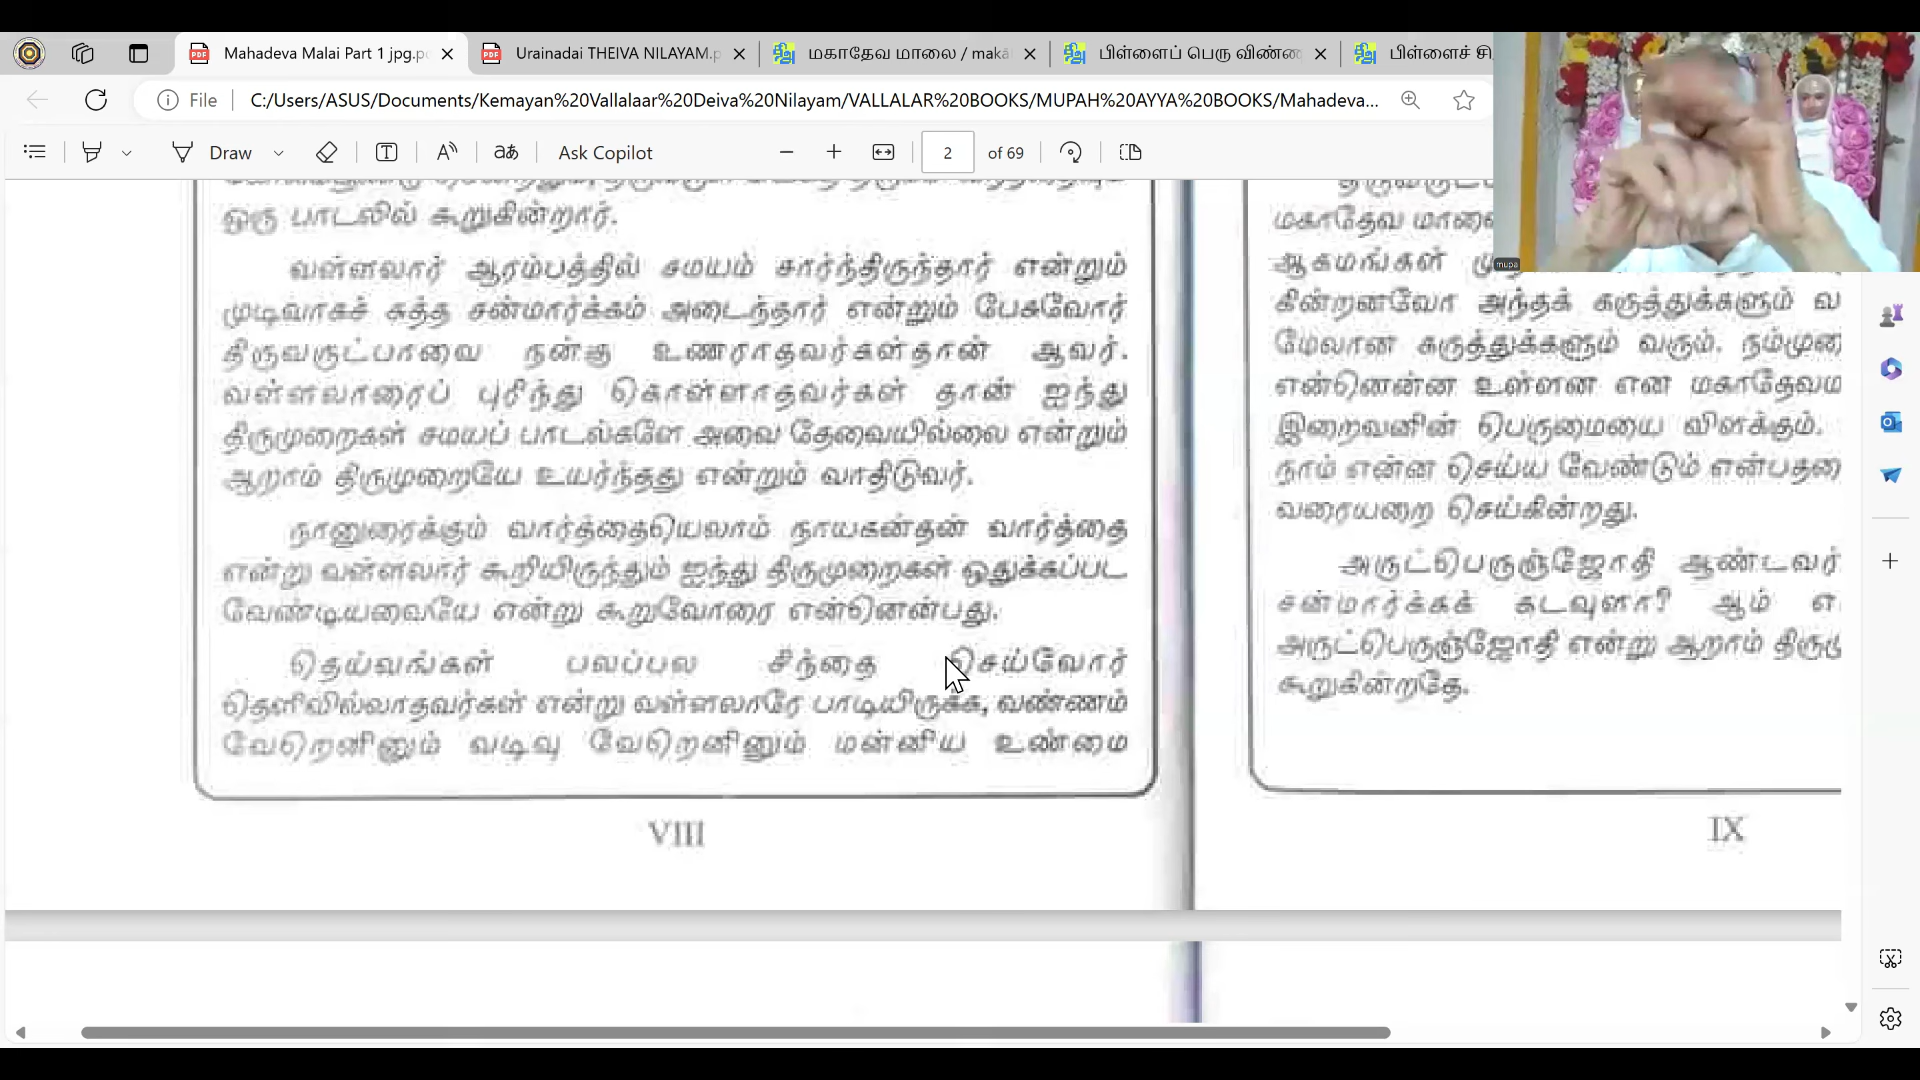 Mahadeva Malai Part 1 jpg.p
Urainadai THEIVA NILAYAM.p
மகாதேவ மாலை / makā
பிள்ளைப் பெரு விண்ண
பிள்ளைச் சி
File
C:/Users/ASUS/Documents/Kemayan%20Vallalaar%20Deiva%20Nilayam/VALLALAR%20BOOKS/MUPAH%20AYYA%20BOOKS/Mahadeva...
Draw
Ask Copilot
2 of 69
ஒரு பாடலில் கூறுகின்றார்.
வள்ளலார் ஆரம்பத்தில் சமயம் சார்ந்திருந்தார் என்றும்
முடிவாகச் சுத்த சன்மார்க்கம் அடைந்தார் என்றும் பேசுவோர்
திருவருட்பாவை நன்கு உணராதவர்கள்தான் ஆவர்.
வள்ளலாரைப் புரிந்து கொள்ளாதவர்கள் தான் ஐந்து
திருமுறைகள் சமயப் பாடல்களே அவை தேவையில்லை என்றும்
ஆறாம் திருமுறையே உயர்ந்தது என்றும் வாதிடுவர்.
நானுரைக்கும் வார்த்தையெலாம் நாயகன்தன் வார்த்தை
என்று வள்ளலார் கூறியிருந்தும் ஐந்து திருமுறைகள் ஒதுக்கப்பட
வேண்டியவையே என்று கூறுவோரை என்னென்பது.
தெய்வங்கள் பலப்பல சிந்தை செய்வோர்
தெளிவில்லாதவர்கள் என்று வள்ளலாரே பாடியிருக்க, வண்ணம்
வேறெனினும் வடிவு வேறெனினும் மன்னிய உண்மை
VIII
மகாதேவ மாலை
ஆகமங்கள் மு
கின்றனவோ அந்தக் கருத்துக்களும் வ
மேலான கருத்துக்களும் வரும். நம்முை
என்னென்ன உள்ளன என மகாதேவம
இறைவனின் பெருமையை விளக்கும்.
நாம் என்ன செய்ய வேண்டும் என்பதை
வரையறை செய்கின்றது.
அருட்பெருஞ்ஜோதி ஆண்டவர்
சன்மார்க்கக் கடவுளா? ஆம் எ
அருட்பெருஞ்ஜோதி என்று ஆறாம் திரும
கூறுகின்றதே.
IX
mupa